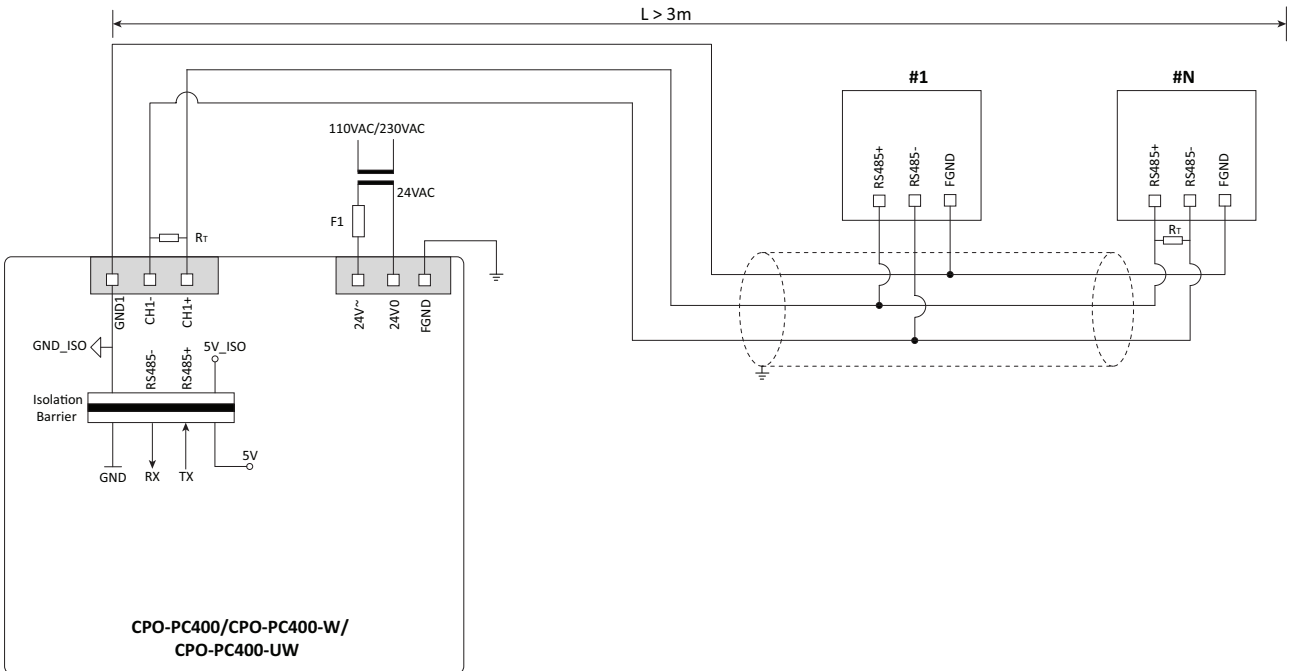 L > 3m
#1
#N
110VAC/230VAC
24VAC
F1
RT
RS485+
RS485-
FGND
RS485+
RS485-
FGND
RT
GND1
CH1-
CH1+
24V~
24V0
FGND
GND_ISO
RS485-
RS485+
5V_ISO
Isolation
Barrier
GND
RX
TX
5V
CPO-PC400/CPO-PC400-W/
CPO-PC400-UW